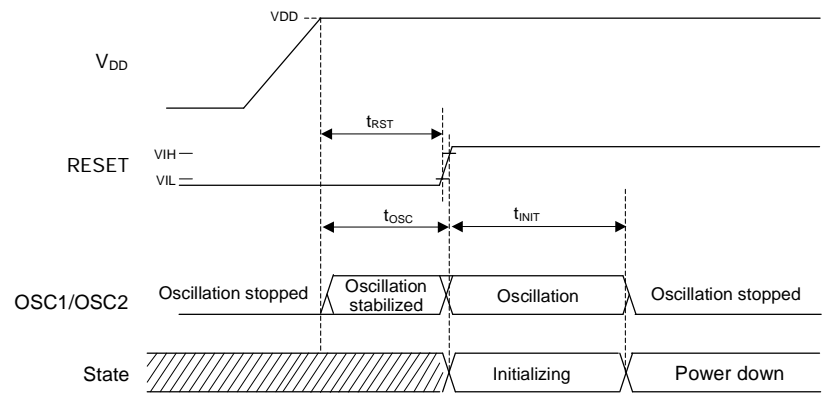 VDD
VDD
tRST
RESET
VIH
VIL
tOSC
tINIT
OSC1/OSC2
Oscillation stopped
Oscillation
stabilized
Oscillation
Oscillation stopped
State
Initializing
Power down